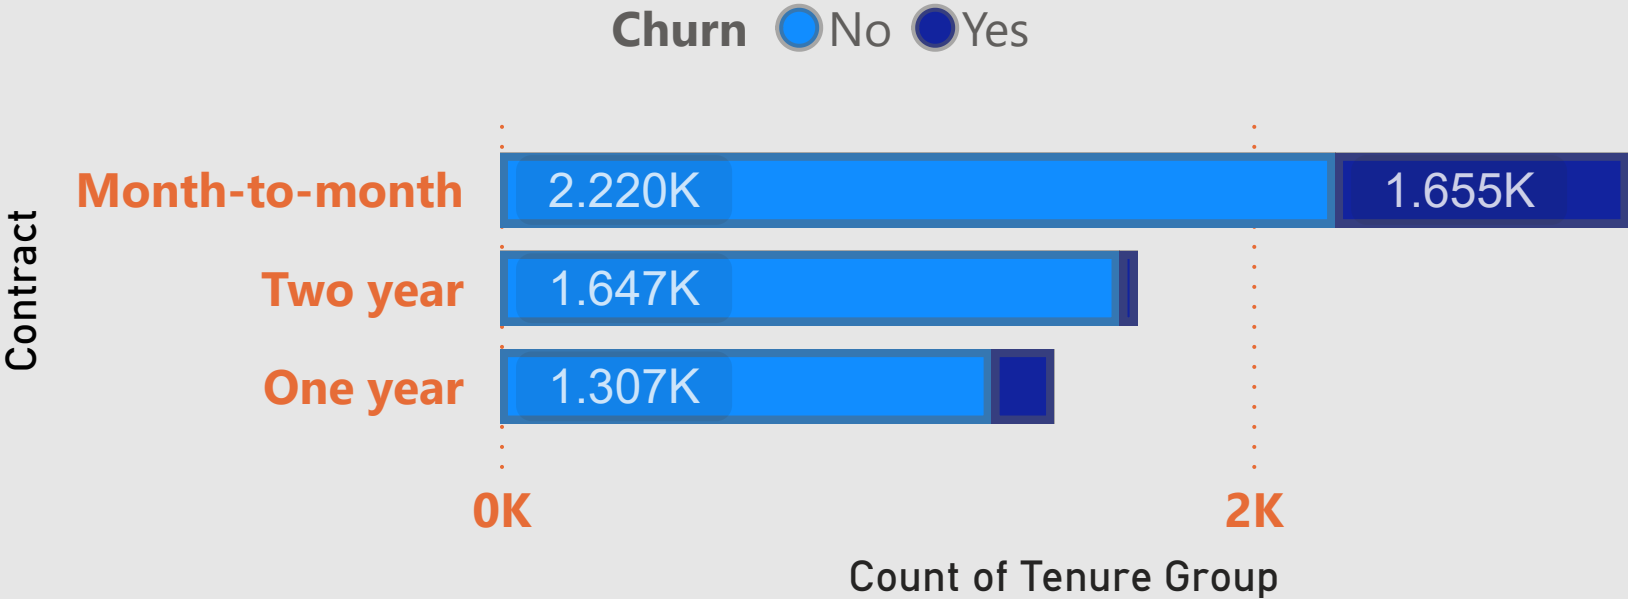 Churn No Yes
Month-to-month 2.220K 1.655K
Two year 1.647K
One year 1.307K
Contract
0K 2K
Count of Tenure Group